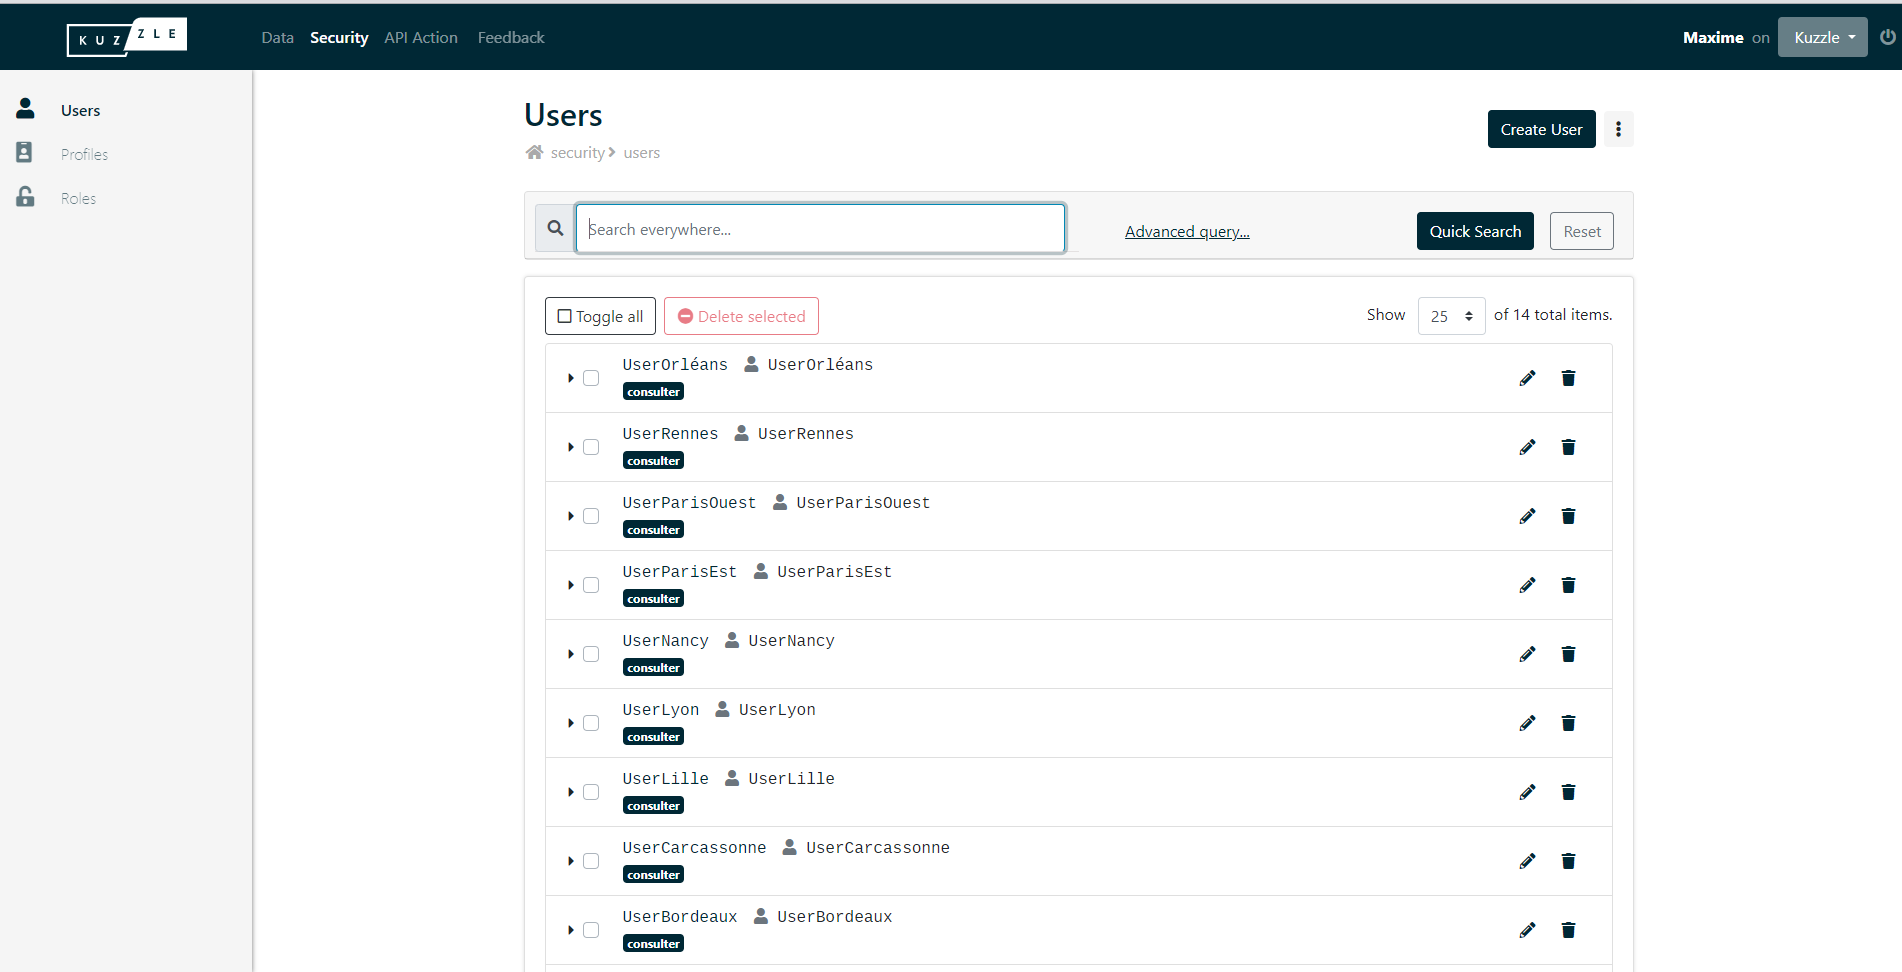 KUZZLE
Data Security API Action Feedback
Maxime on Kuzzle
Users
Profiles
Roles
Users
security users
Create User
Search everywhere...
Advanced query...
Quick Search
Reset
Toggle all
Delete selected
Show 25 of 14 total items.
UserOrléans UserOrléans
consulter
UserRennes UserRennes
consulter
UserParisOuest UserParisOuest
consulter
UserParisEst UserParisEst
consulter
UserNancy UserNancy
consulter
UserLyon UserLyon
consulter
UserLille UserLille
consulter
UserCarcassonne UserCarcassonne
consulter
UserBordeaux UserBordeaux
consulter